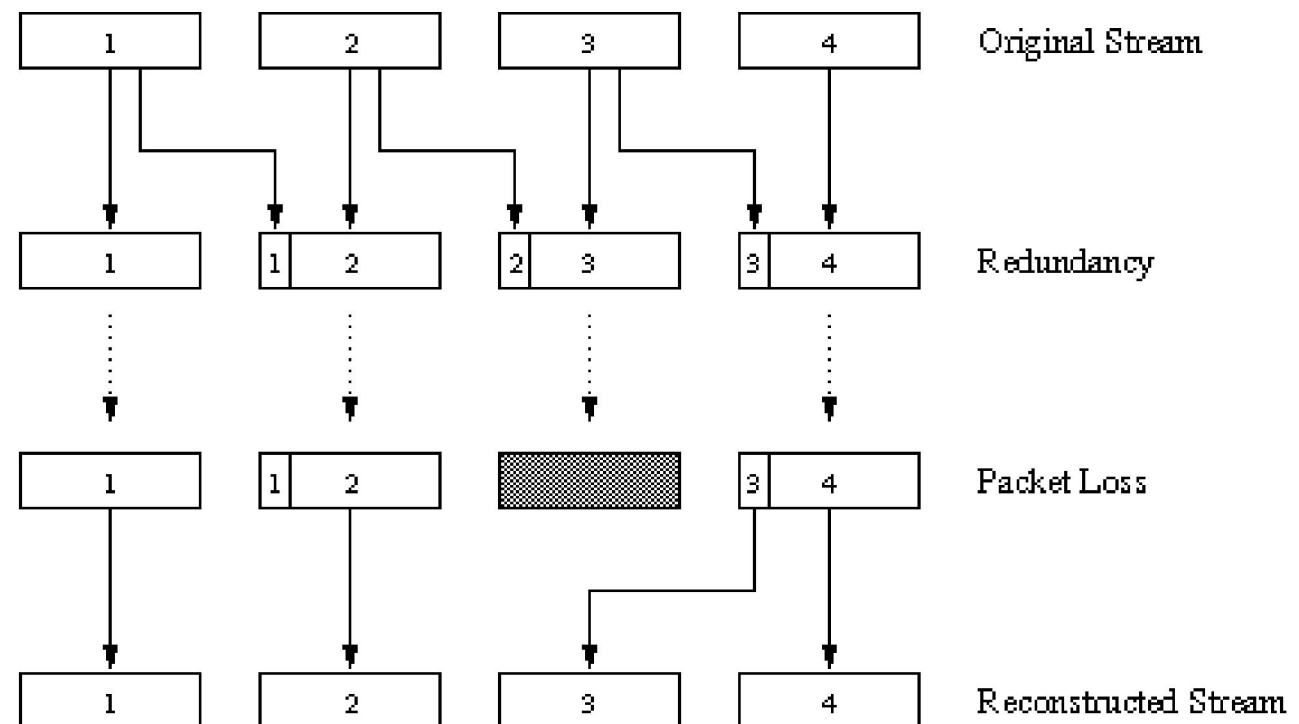 1 2 3 4 Original Stream
1 1 2 2 3 3 4 Redundancy
1 1 2 3 4 Packet Loss
1 2 3 4 Reconstructed Stream